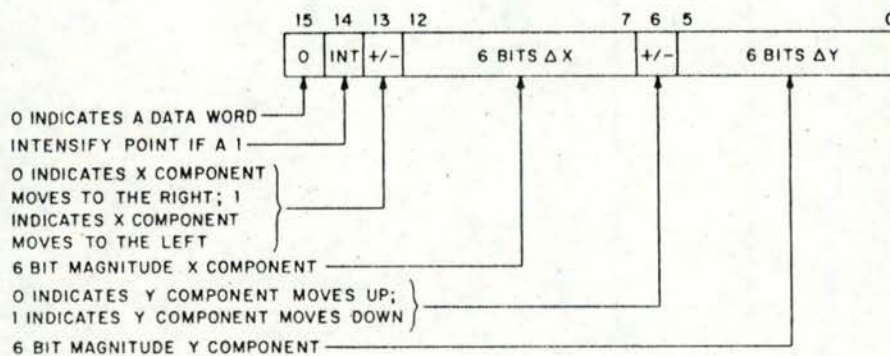 15 14 13 12 7 6 5 0
0 INT +/- 6 BITS ΔX +/- 6 BITS ΔY
0 INDICATES A DATA WORD
INTENSIFY POINT IF A 1
0 INDICATES X COMPONENT
MOVES TO THE RIGHT; 1
INDICATES X COMPONENT
MOVES TO THE LEFT
6 BIT MAGNITUDE X COMPONENT
0 INDICATES Y COMPONENT MOVES UP;
1 INDICATES Y COMPONENT MOVES DOWN
6 BIT MAGNITUDE Y COMPONENT